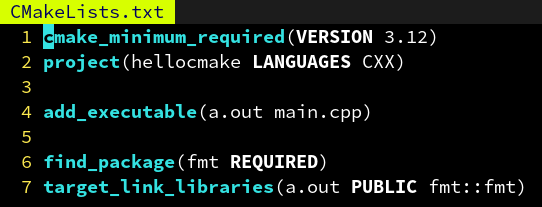 CMakeLists.txt
1 cmake_minimum_required(VERSION 3.12)
2 project(hellocmake LANGUAGES CXX)
3
4 add_executable(a.out main.cpp)
5
6 find_package(fmt REQUIRED)
7 target_link_libraries(a.out PUBLIC fmt::fmt)